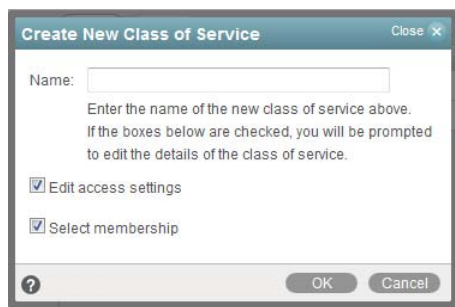 Create New Class of Service Close x
Name:
Enter the name of the new class of service above.
If the boxes below are checked, you will be prompted
to edit the details of the class of service.
Edit access settings
Select membership
? OK Cancel